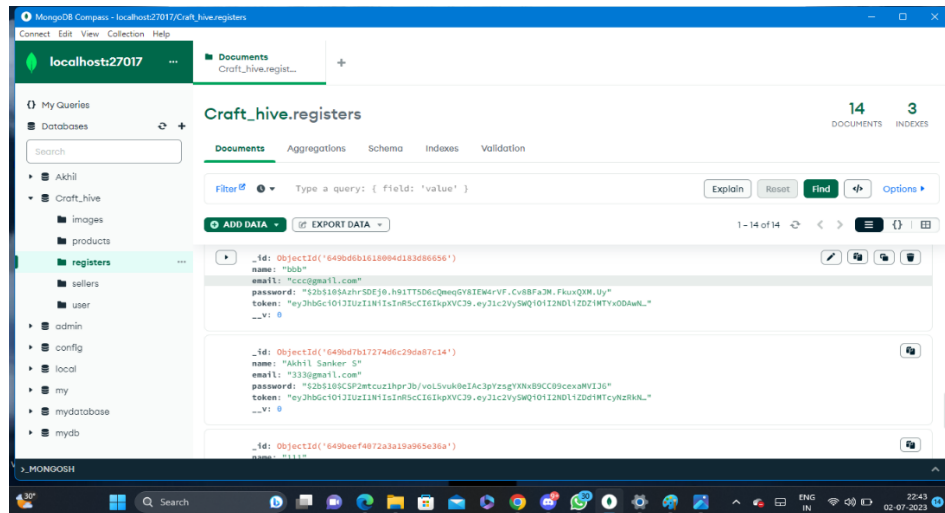 MongoDB Compass - localhost:27017/Craft_hive.registers
Connect Edit View Collection Help
localhost:27017 ...
Documents
Craft_hive.regist...
+
{} My Queries
Databases
Search
Akhil
Craft_hive
images
products
registers ...
sellers
user
admin
config
local
my
mydatabase
mydb
Craft_hive.registers
14
DOCUMENTS
3
INDEXES
Documents Aggregations Schema Indexes Validation
Filter Type a query: { field: 'value' } Explain Reset Find </> Options
ADD DATA EXPORT DATA 1 – 14 of 14 {}
_id: ObjectId('649bd6b1618004d183d86656')
name: "bbb"
email: "ccc@gmail.com"
password: "$2b$10$AzhrSDEj0.h91TTSD6cQmeqGY8IEW4rVF.Cv8BFaJM.FkuxQXM.Uy"
token: "eyJhbGciOiJIUzI1NiIsInR5cCI6IkpXVCJ9.eyJ1c2VySWQiOiI2NDliZDZiMTYxODAwN…"
__v: 0
_id: ObjectId('649bd7b17274d6c29da87c14')
name: "Akhil Sanker S"
email: "333@gmail.com"
password: "$2b$10$CSP2mtcuz1hprJb/voL5vuk0eIAc3pYzsgYXNxB9CC09cexaMVIJ6"
token: "eyJhbGciOiJIUzI1NiIsInR5cCI6IkpXVCJ9.eyJ1c2VySWQiOiI2NDliZDdiMTcyNzRkN…"
__v: 0
_id: ObjectId('649beef4072a3a19a965e36a')
name: "lll"
>_MONGOSH
30°
Search
ENG
IN
22:43
02-07-2023